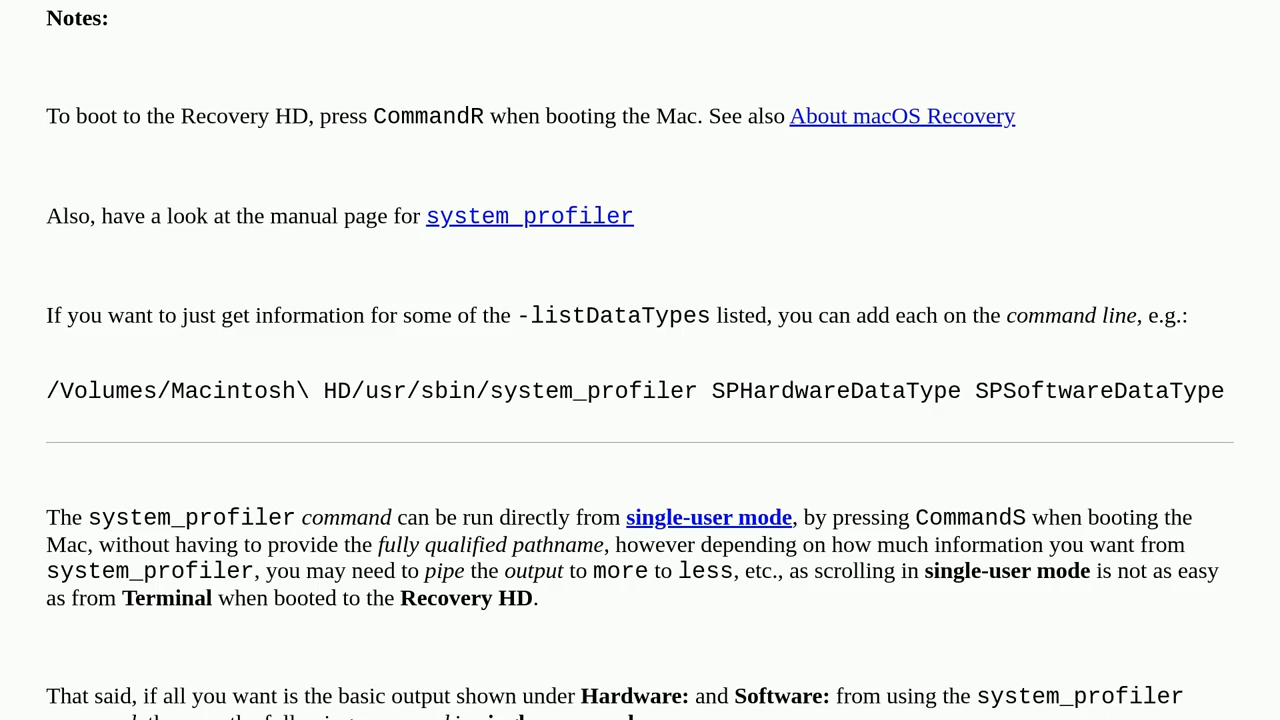 Notes:
To boot to the Recovery HD, press CommandR when booting the Mac. See also About macOS Recovery
Also, have a look at the manual page for system_profiler
If you want to just get information for some of the -listDataTypes listed, you can add each on the command line, e.g.:
/Volumes/Macintosh\ HD/usr/sbin/system_profiler SPHardwareDataType SPSoftwareDataType
The system_profiler command can be run directly from single-user mode, by pressing CommandS when booting the
Mac, without having to provide the fully qualified pathname, however depending on how much information you want from
system_profiler, you may need to pipe the output to more to less, etc., as scrolling in single-user mode is not as easy
as from Terminal when booted to the Recovery HD.
That said, if all you want is the basic output shown under Hardware: and Software: from using the system_profiler